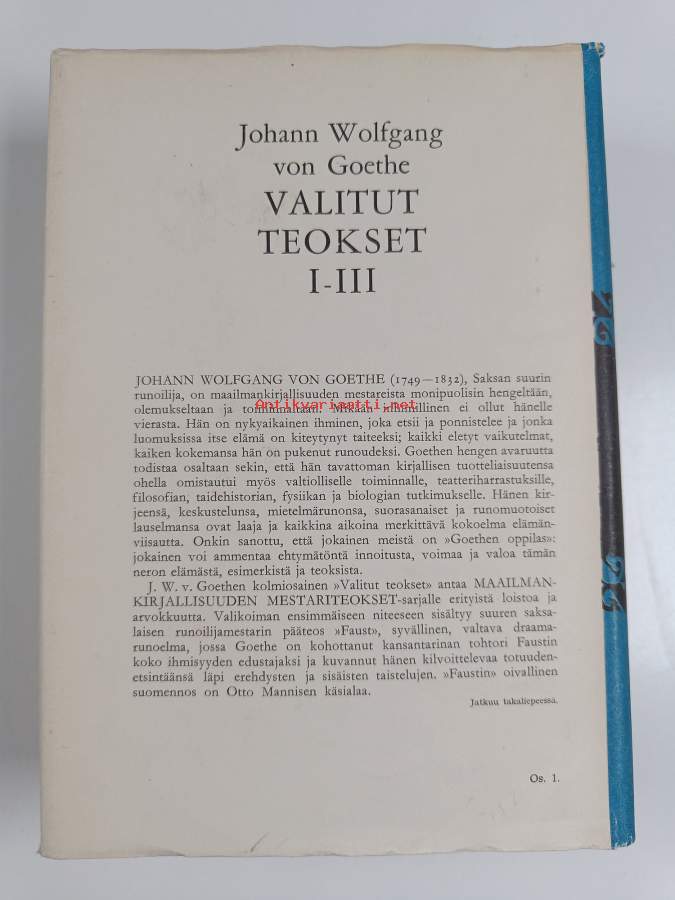 Johann Wolfgang
von Goethe
VALITUT
TEOKSET
I-III
JOHANN WOLFGANG VON GOETHE (1749—1832), Saksan suurin
runoilija, on maailmankirjallisuuden mestareista monipuolisin hengeltään,
olemukseltaan ja toiminnaltaan. Mikään inhimillinen ei ollut hänelle
Antikvariaatti.net
vierasta. Hän on nykyaikainen ihminen, joka etsii ja ponnistelee ja jonka
luomuksissa itse elämä on kiteytynyt taiteeksi; kaikki eletyt vaikutelmat,
kaiken kokemansa hän on pukenut runoudeksi. Goethen hengen avaruutta
todistaa osaltaan sekin, että hän tavattoman kirjallisen tuotteliaisuutensa
ohella omistautui myös valtiolliselle toiminnalle, teatteriharrastuksille,
filosofian, taidehistorian, fysiikan ja biologian tutkimukselle. Hänen kir-
jeensä, keskustelunsa, mietelmärunonsa, suorasanaiset ja runomuotoiset
lauselmansa ovat laaja ja kaikkina aikoina merkittävä kokoelma elämän-
viisautta. Onkin sanottu, että jokainen meistä on »Goethen oppilas»:
jokainen voi ammentaa ehtymätöntä innoitusta, voimaa ja valoa tämän
neron elämästä, esimerkistä ja teoksista.
J. W. v. Goethen kolmiosainen »Valitut teokset» antaa MAAILMAN-
KIRJALLISUUDEN MESTARITEOKSET-sarjalle erityistä loistoa ja
arvokkuutta. Valikoiman ensimmäiseen niteeseen sisältyy suuren saksa-
laisen runoilijamestarin pääteos »Faust», syvällinen, valtava draama-
runoelma, jossa Goethe on kohottanut kansantarinan tohtori Faustin
koko ihmisyyden edustajaksi ja kuvannut hänen kilvoittelevaa totuuden-
etsintäänsä läpi erehdysten ja sisäisten taistelujen. »Faustin» oivallinen
suomennos on Otto Mannisen käsialaa.
Jatkuu takaliepeessä.
Os. 1.